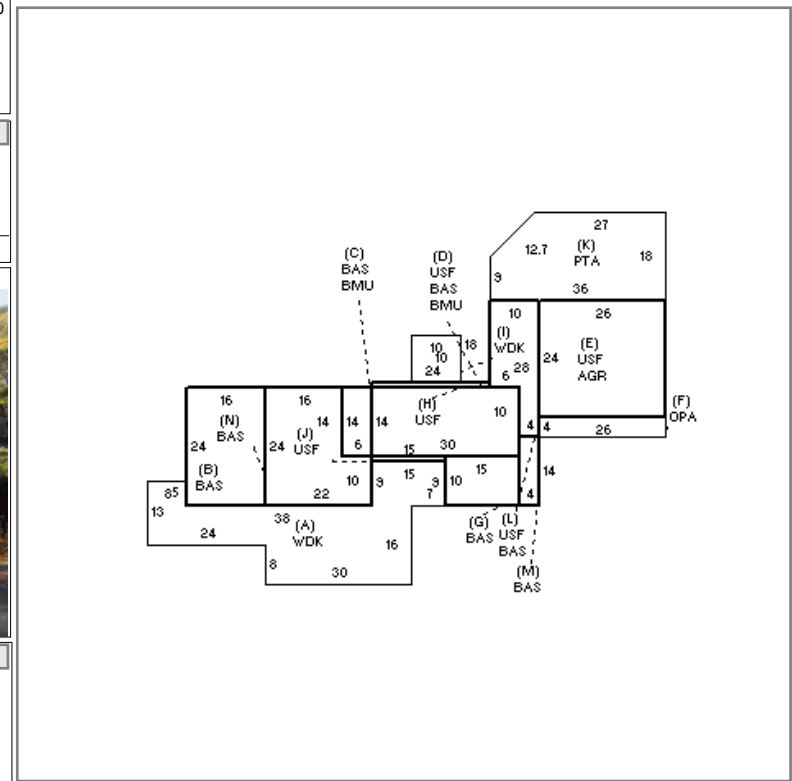 27
(K)
PTA
12.7
18
9
36
(C)
BAS
BMU
(D)
USF
BAS
BMU
10
26
(I)
WDK
10
10
24
18
6
28
24
(E)
USF
AGR
(F)
OPA
16
16
14
14
14
(H)
USF
10
4
4
26
(N)
BAS
(J)
USF
24
24
6
30
15
(B)
BAS
15
15
14
85
22
10
9
9
10
7
4
13
38
(A)
WDK
24
16
(G)
BAS
(L)
USF
BAS
8
30
(M)
BAS